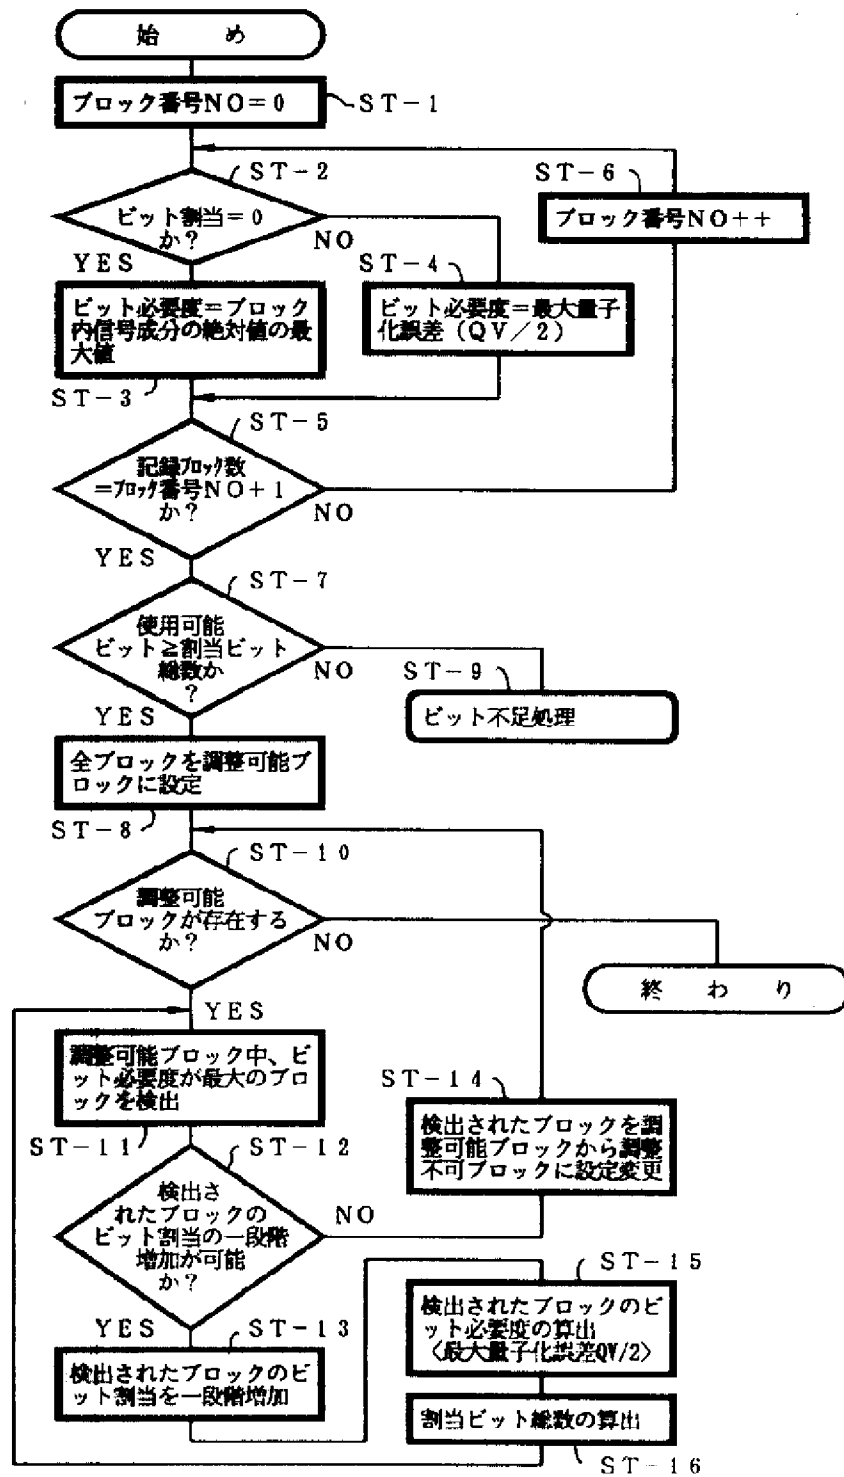 始 め
ブロック番号NO=0
ST-1
ST-2
ビット割当=0
か?
NO
YES
ST-6
ブロック番号NO++
ST-4
ビット必要度=ブロック
内信号成分の絶対値の最
大値
ビット必要度=最大量子
化誤差(QV/2)
ST-3
ST-5
記録ブロック数
=ブロック番号NO+1
か?
NO
YES
ST-7
使用可能
ビット≧割当ビット
総数か
?
NO
YES
ST-9
ビット不足処理
全ブロックを調整可能ブ
ロックに設定
ST-8
ST-10
調整可能
ブロックが存在する
か?
NO
終 わ り
YES
調整可能ブロック中、ビ
ット必要度が最大のブロ
ックを検出
ST-11
ST-12
ST-14
検出されたブロックを調
整可能ブロックから調整
不可ブロックに設定変更
検出さ
れたブロックの
ビット割当の一段階
増加が可能
か?
NO
YES
ST-13
検出されたブロックのビ
ット割当を一段階増加
ST-15
検出されたブロックのビ
ット必要度の算出
〈最大量子化誤差QV/2〉
割当ビット総数の算出
ST-16